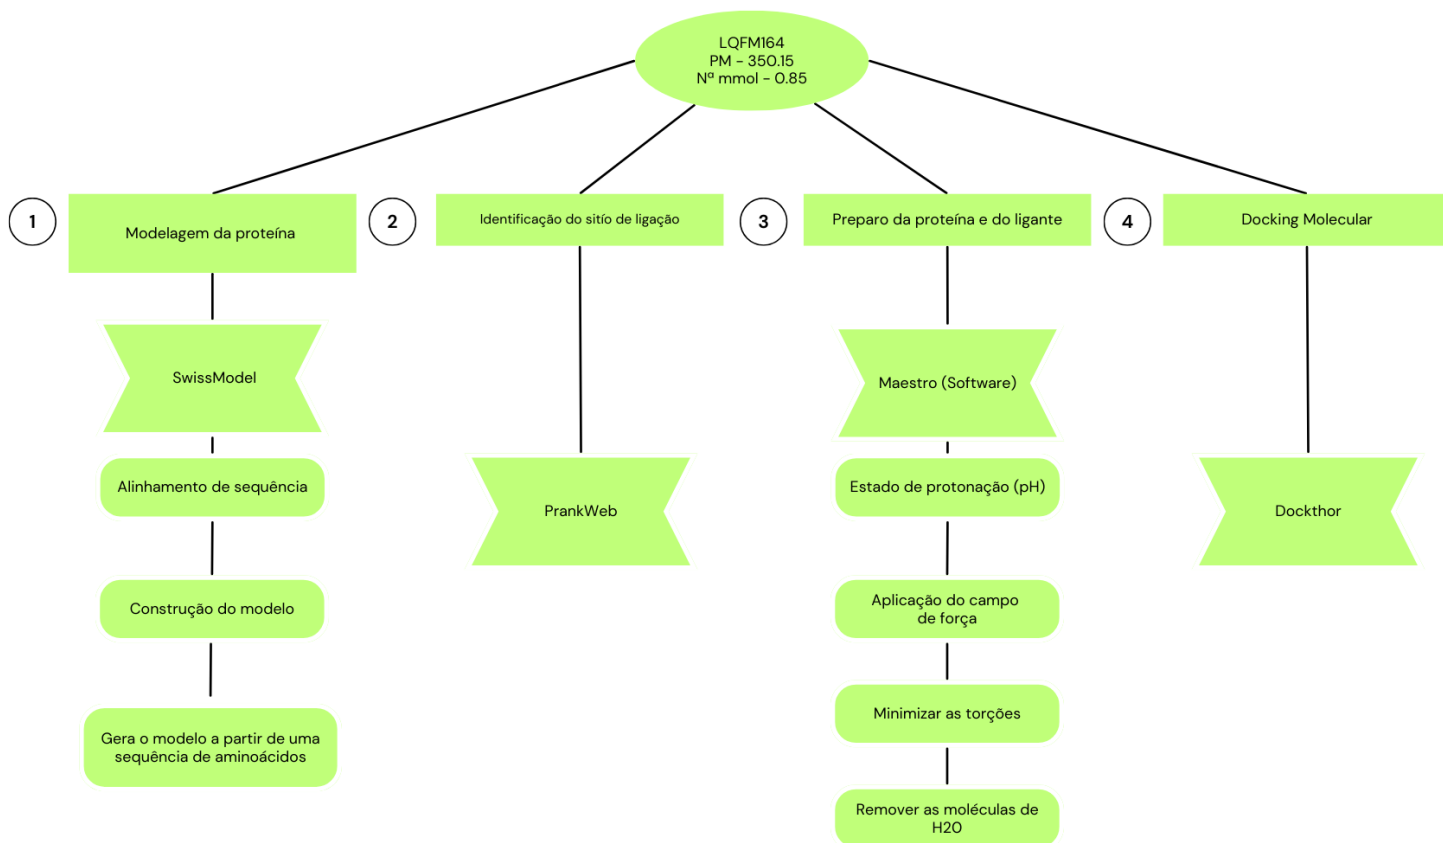 LQFM164
PM - 350.15
Nª mmol - 0.85
1
Modelagem da proteína
SwissModel
Alinhamento de sequência
Construção do modelo
Gera o modelo a partir de uma
sequência de aminoácidos
2
Identificação do sitío de ligação
PrankWeb
3
Preparo da proteína e do ligante
Maestro (Software)
Estado de protonação (pH)
Aplicação do campo
de força
Minimizar as torções
Remover as moléculas de
H20
4
Docking Molecular
Dockthor